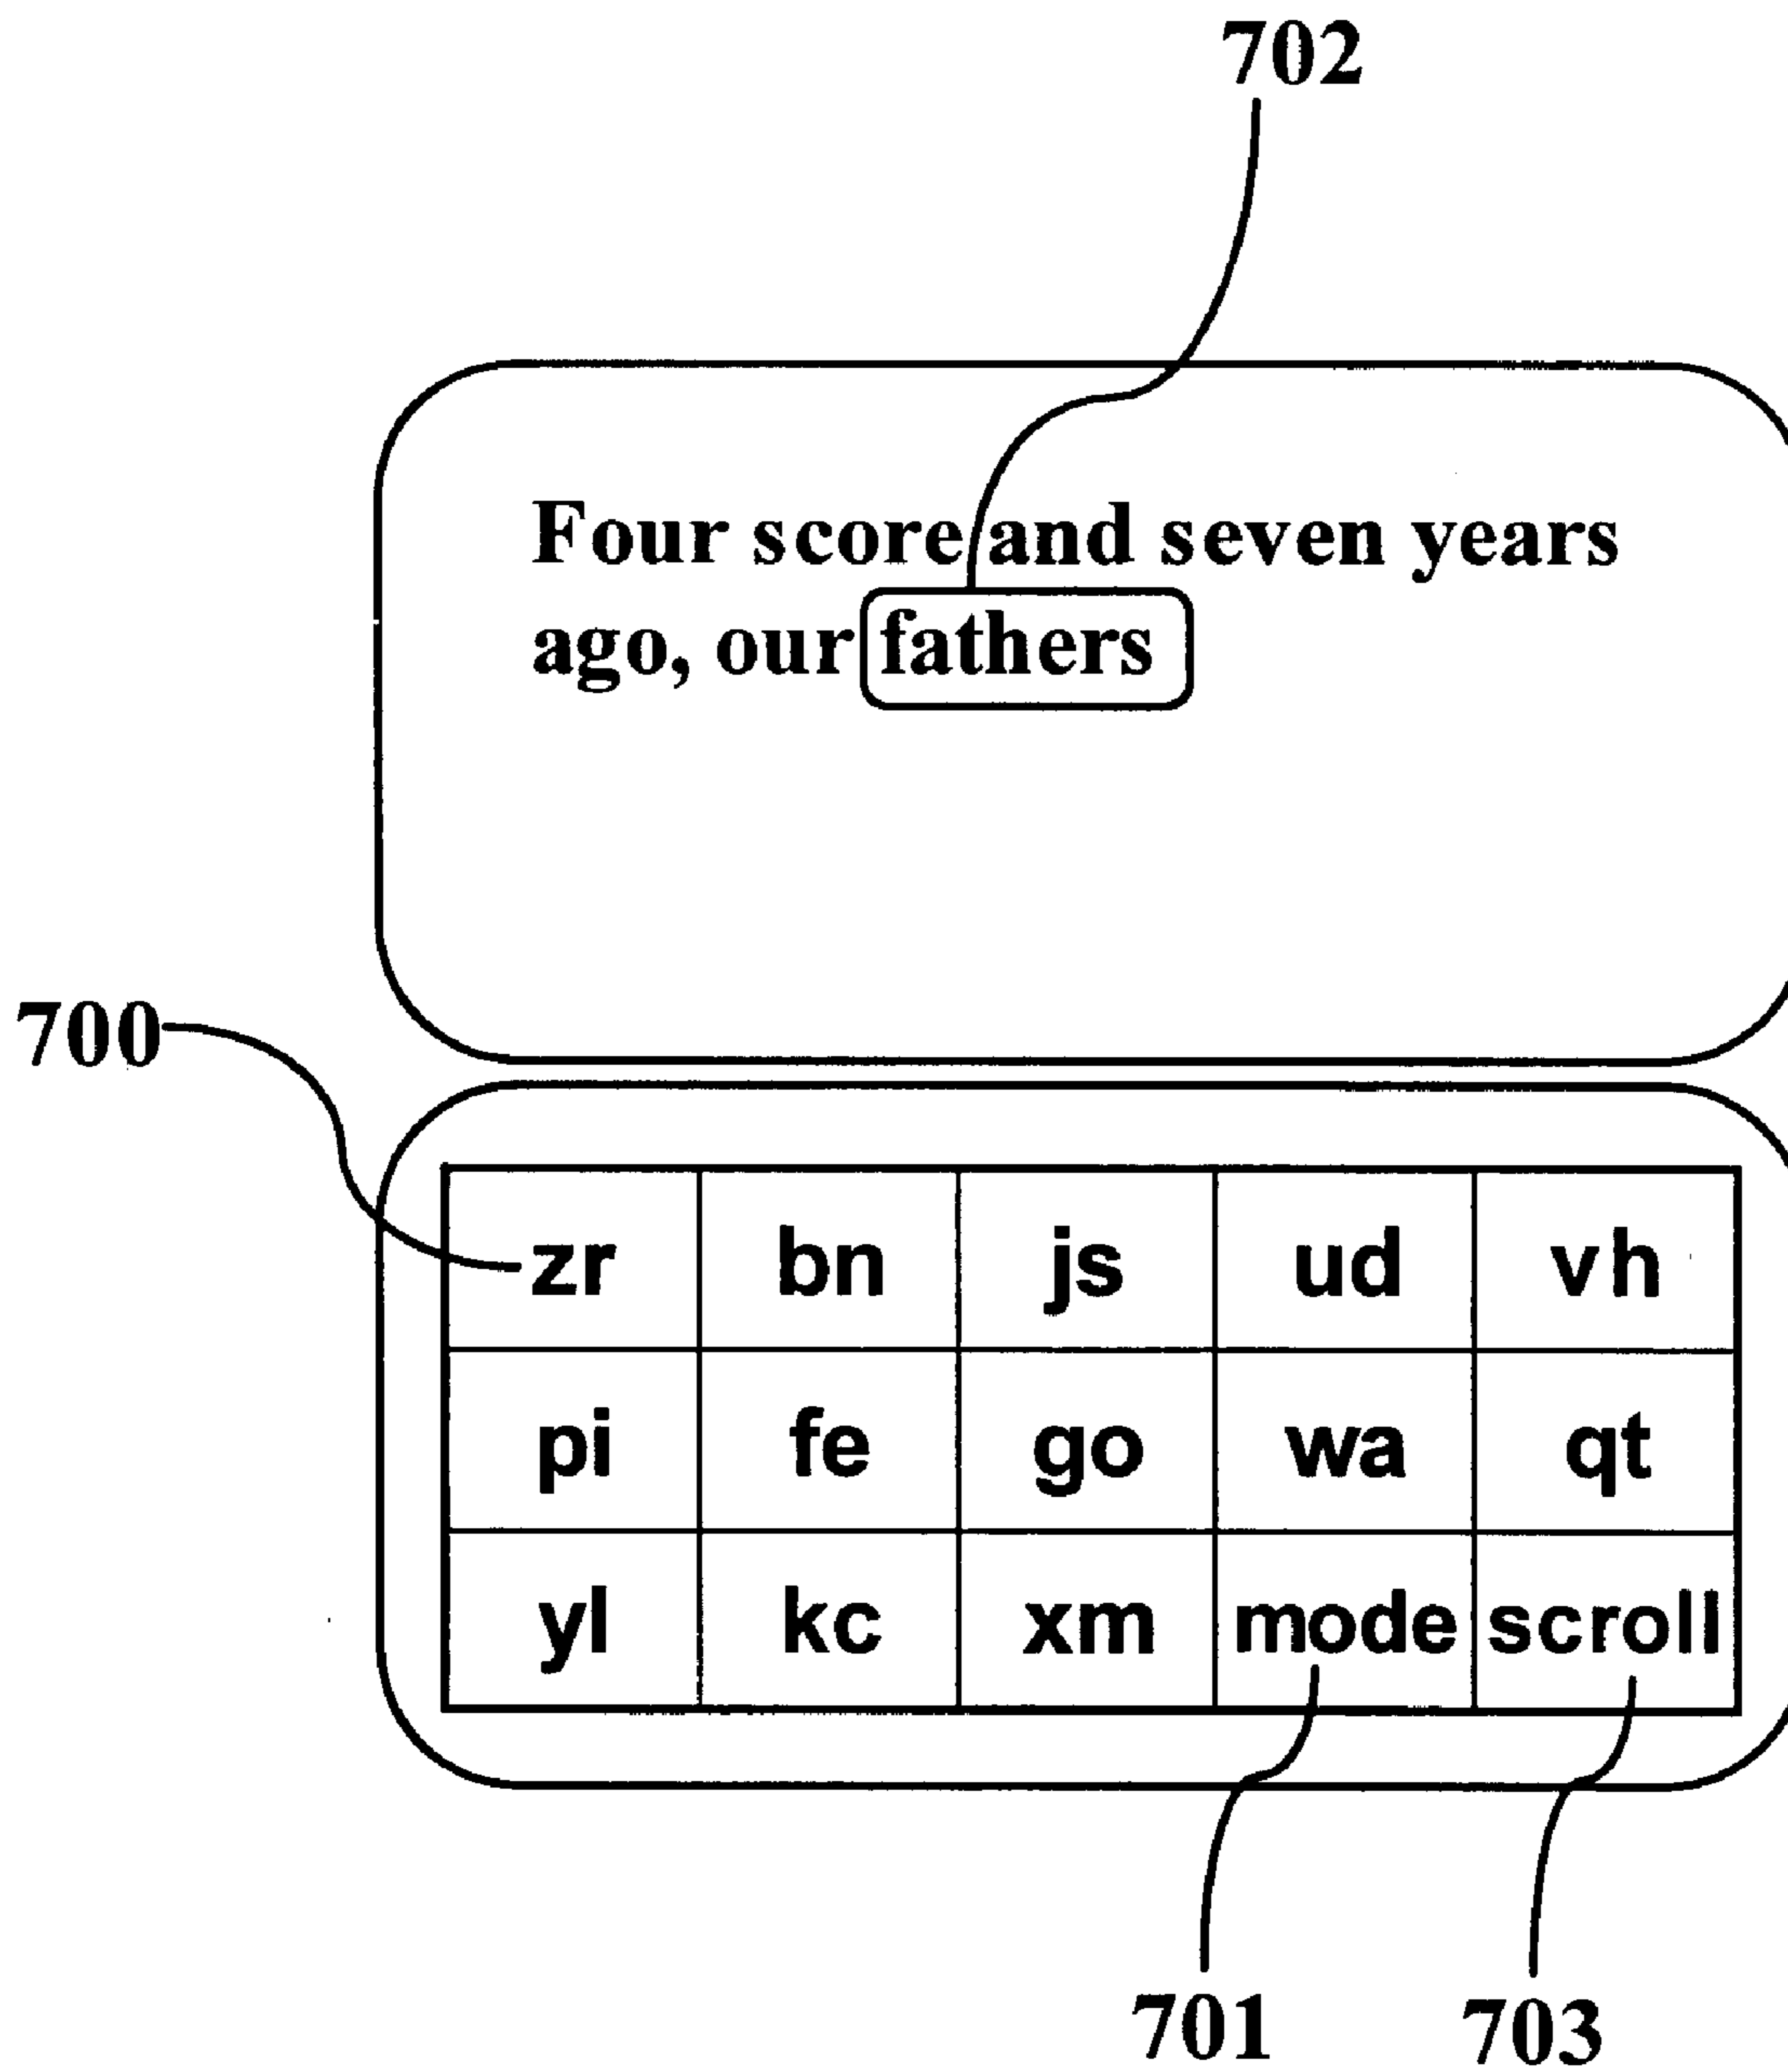 702
Four score and seven years
ago, our fathers
700
zr bn js ud vh
pi fe go wa qt
yl kc xm mode scroll
701 703